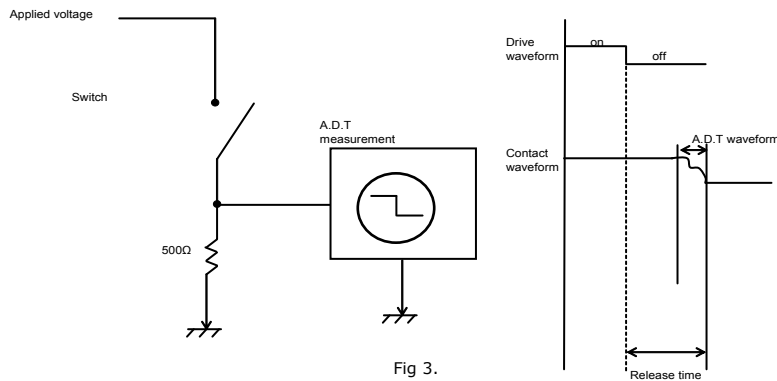 Applied voltage
Switch
A.D.T
measurement
500Ω
Fig 3.
Drive
waveform
on
off
A.D.T waveform
Contact
waveform
Release time